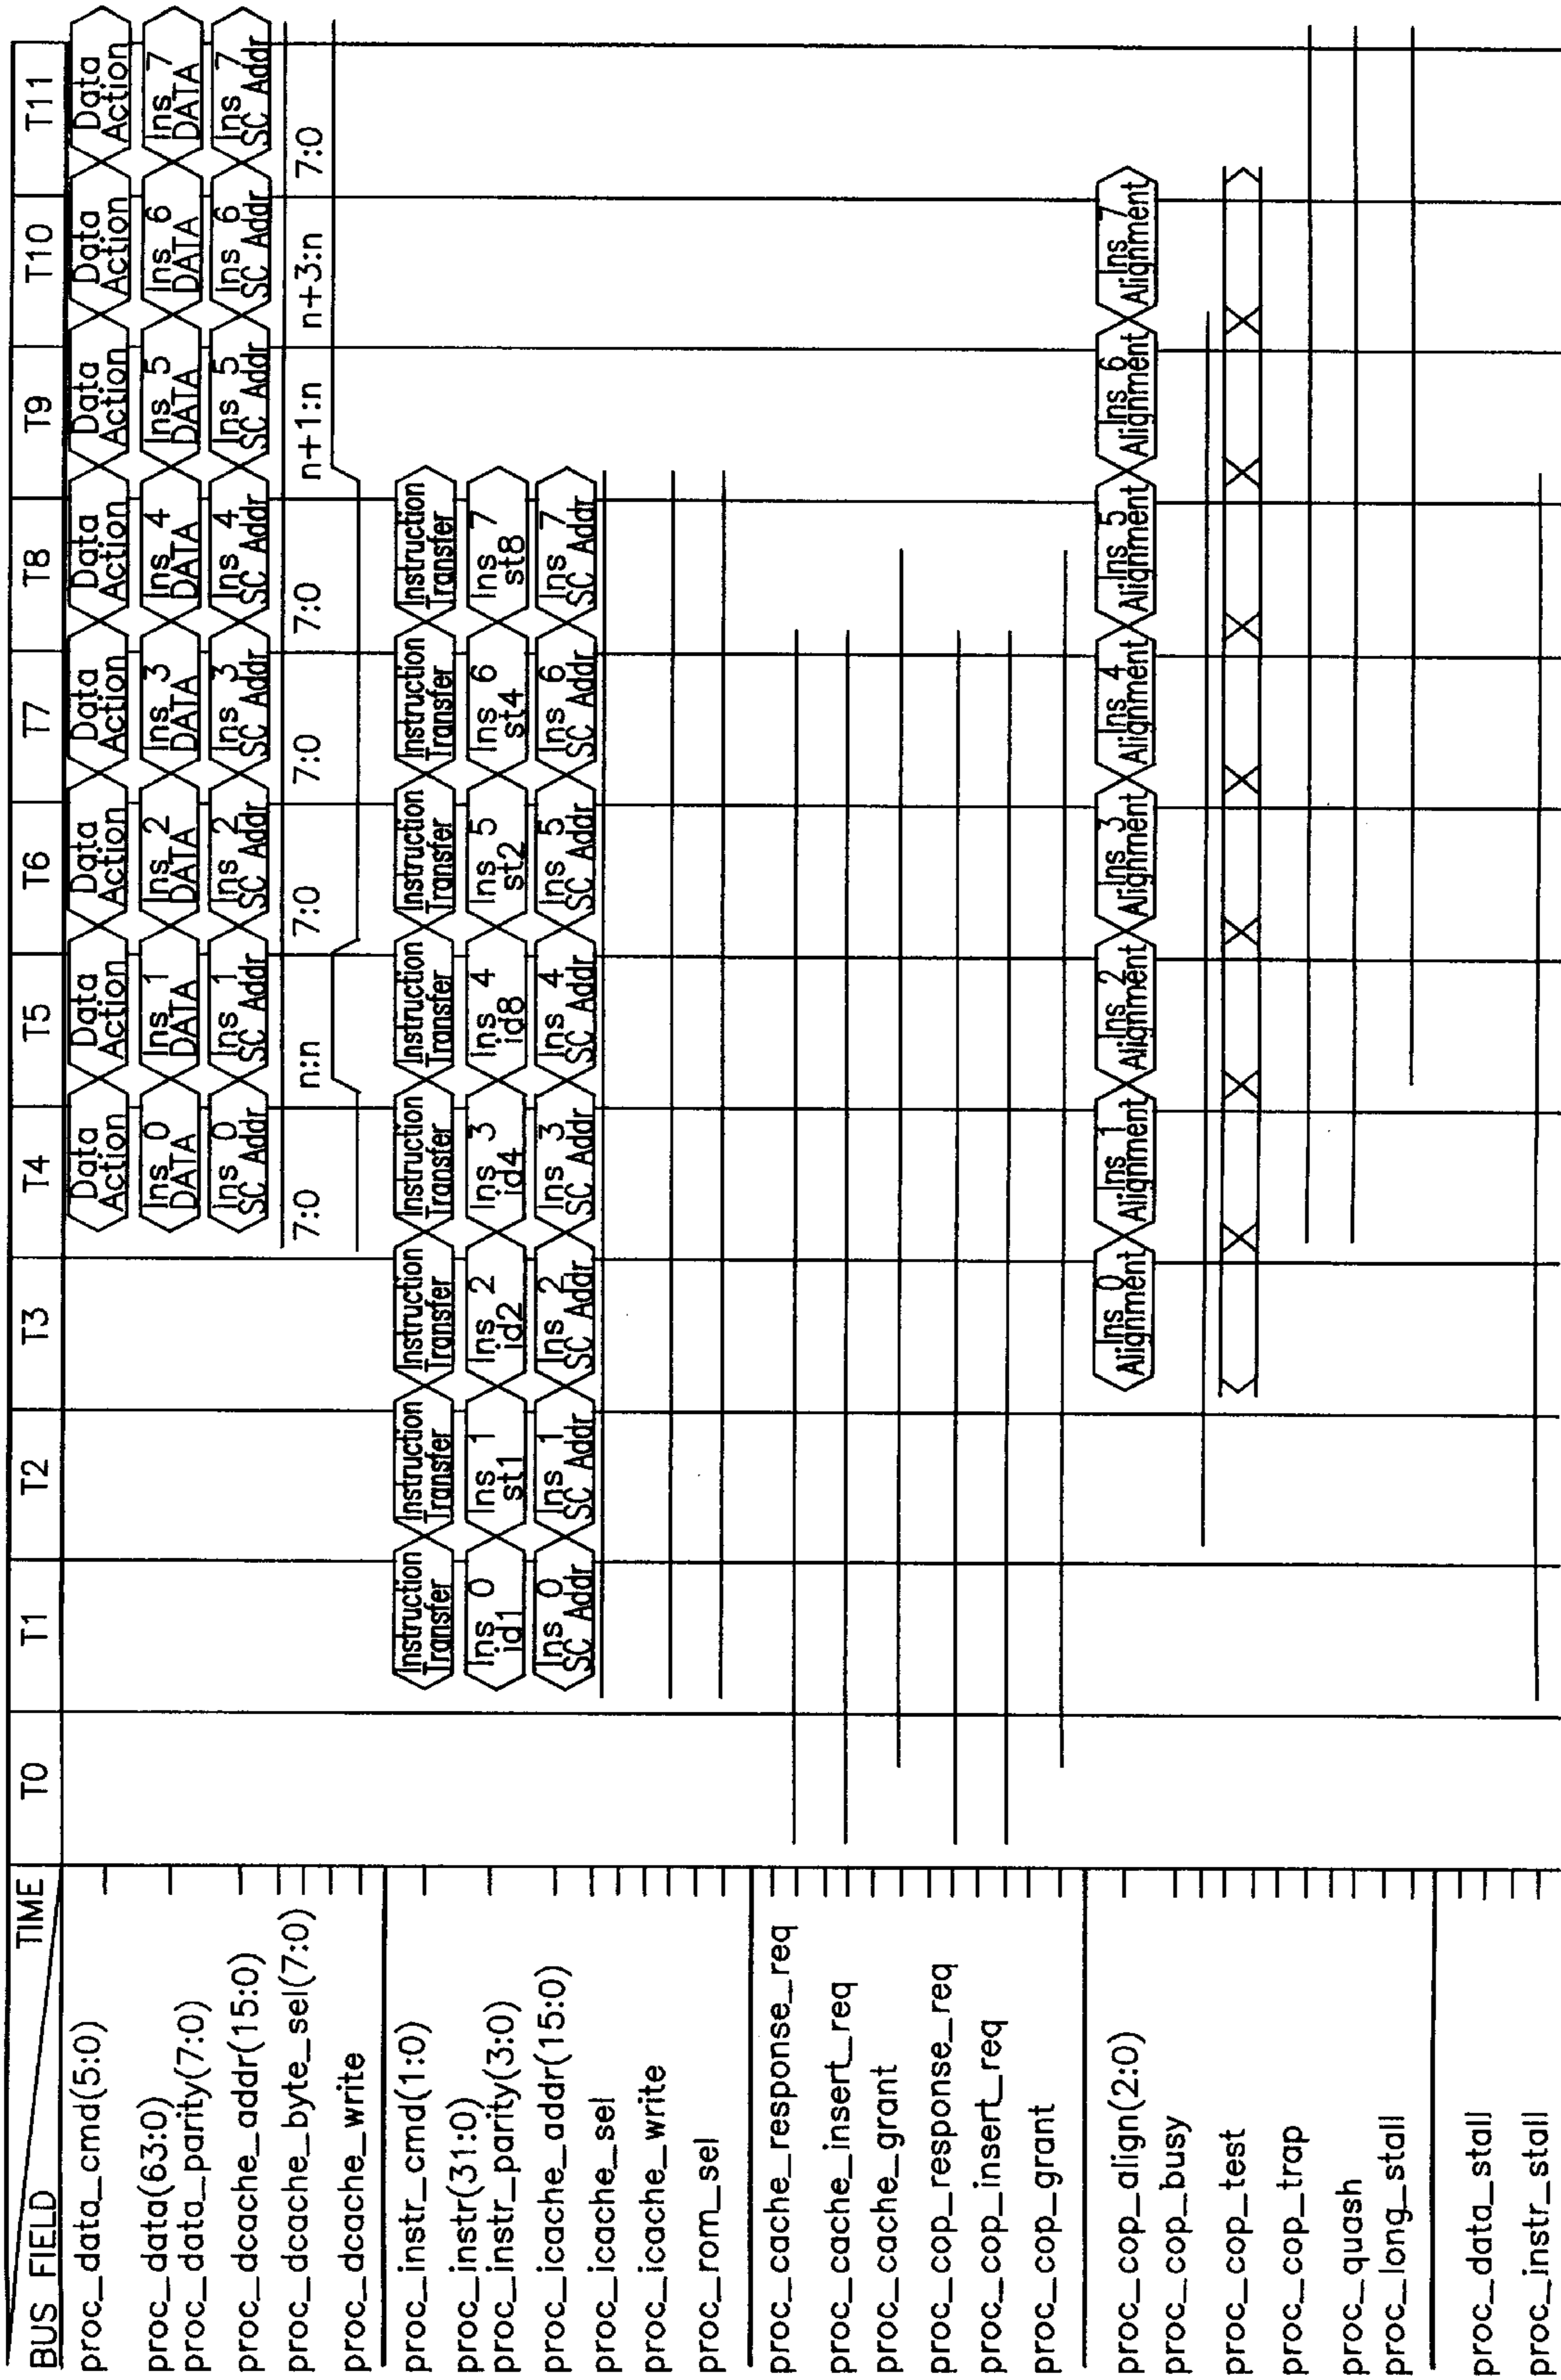 BUS FIELD TIME T0 T1 T2 T3 T4 T5 T6 T7 T8 T9 T10 T11
proc_data_cmd(5:0) Data Action Data Action Data Action Data Action Data Action Data Action Data Action Data Action
proc_data(63:0)
proc_data_parity(7:0) Ins 0 DATA Ins 1 DATA Ins 2 DATA Ins 3 DATA Ins 4 DATA Ins 5 DATA Ins 6 DATA Ins 7 DATA
proc_dcache_addr(15:0) Ins 0 SC Addr Ins 1 SC Addr Ins 2 SC Addr Ins 3 SC Addr Ins 4 SC Addr Ins 5 SC Addr Ins 6 SC Addr Ins 7 SC Addr
proc_dcache_byte_sel(7:0) 7:0 n:n 7:0 7:0 7:0 n+1:n n+3:n 7:0
proc_dcache_write
proc_instr_cmd(1:0) Instruction Transfer Instruction Transfer Instruction Transfer Instruction Transfer Instruction Transfer Instruction Transfer Instruction Transfer Instruction Transfer
proc_instr(31:0)
proc_instr_parity(3:0) Ins 0 id1 Ins 1 st1 Ins 2 id2 Ins 3 id4 Ins 4 id8 Ins 5 st2 Ins 6 st4 Ins 7 st8
proc_icache_addr(15:0) Ins 0 SC Addr Ins 1 SC Addr Ins 2 SC Addr Ins 3 SC Addr Ins 4 SC Addr Ins 5 SC Addr Ins 6 SC Addr Ins 7 SC Addr
proc_icache_sel
proc_icache_write
proc_rom_sel
proc_cache_response_req
proc_cache_insert_req
proc_cache_grant
proc_cop_response_req
proc_cop_insert_req
proc_cop_grant
proc_cop_align(2:0) Ins 0 Alignment Ins 1 Alignment Ins 2 Alignment Ins 3 Alignment Ins 4 Alignment Ins 5 Alignment Ins 6 Alignment Ins 7 Alignment
proc_cop_busy
proc_cop_test
proc_cop_trap
proc_quash
proc_long_stall
proc_data_stall
proc_instr_stall